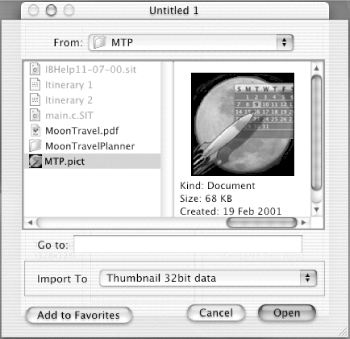 Untitled 1
From: MTP
IBHelp11-07-00.sit
Itinerary 1
Itinerary 2
main.c.SIT
MoonTravel.pdf
MoonTravelPlanner
MTP.pict
S M T W T F S
Kind: Document
Size: 68 KB
Created: 19 Feb 2001
Go to:
Import To Thumbnail 32bit data
Add to Favorites Cancel Open